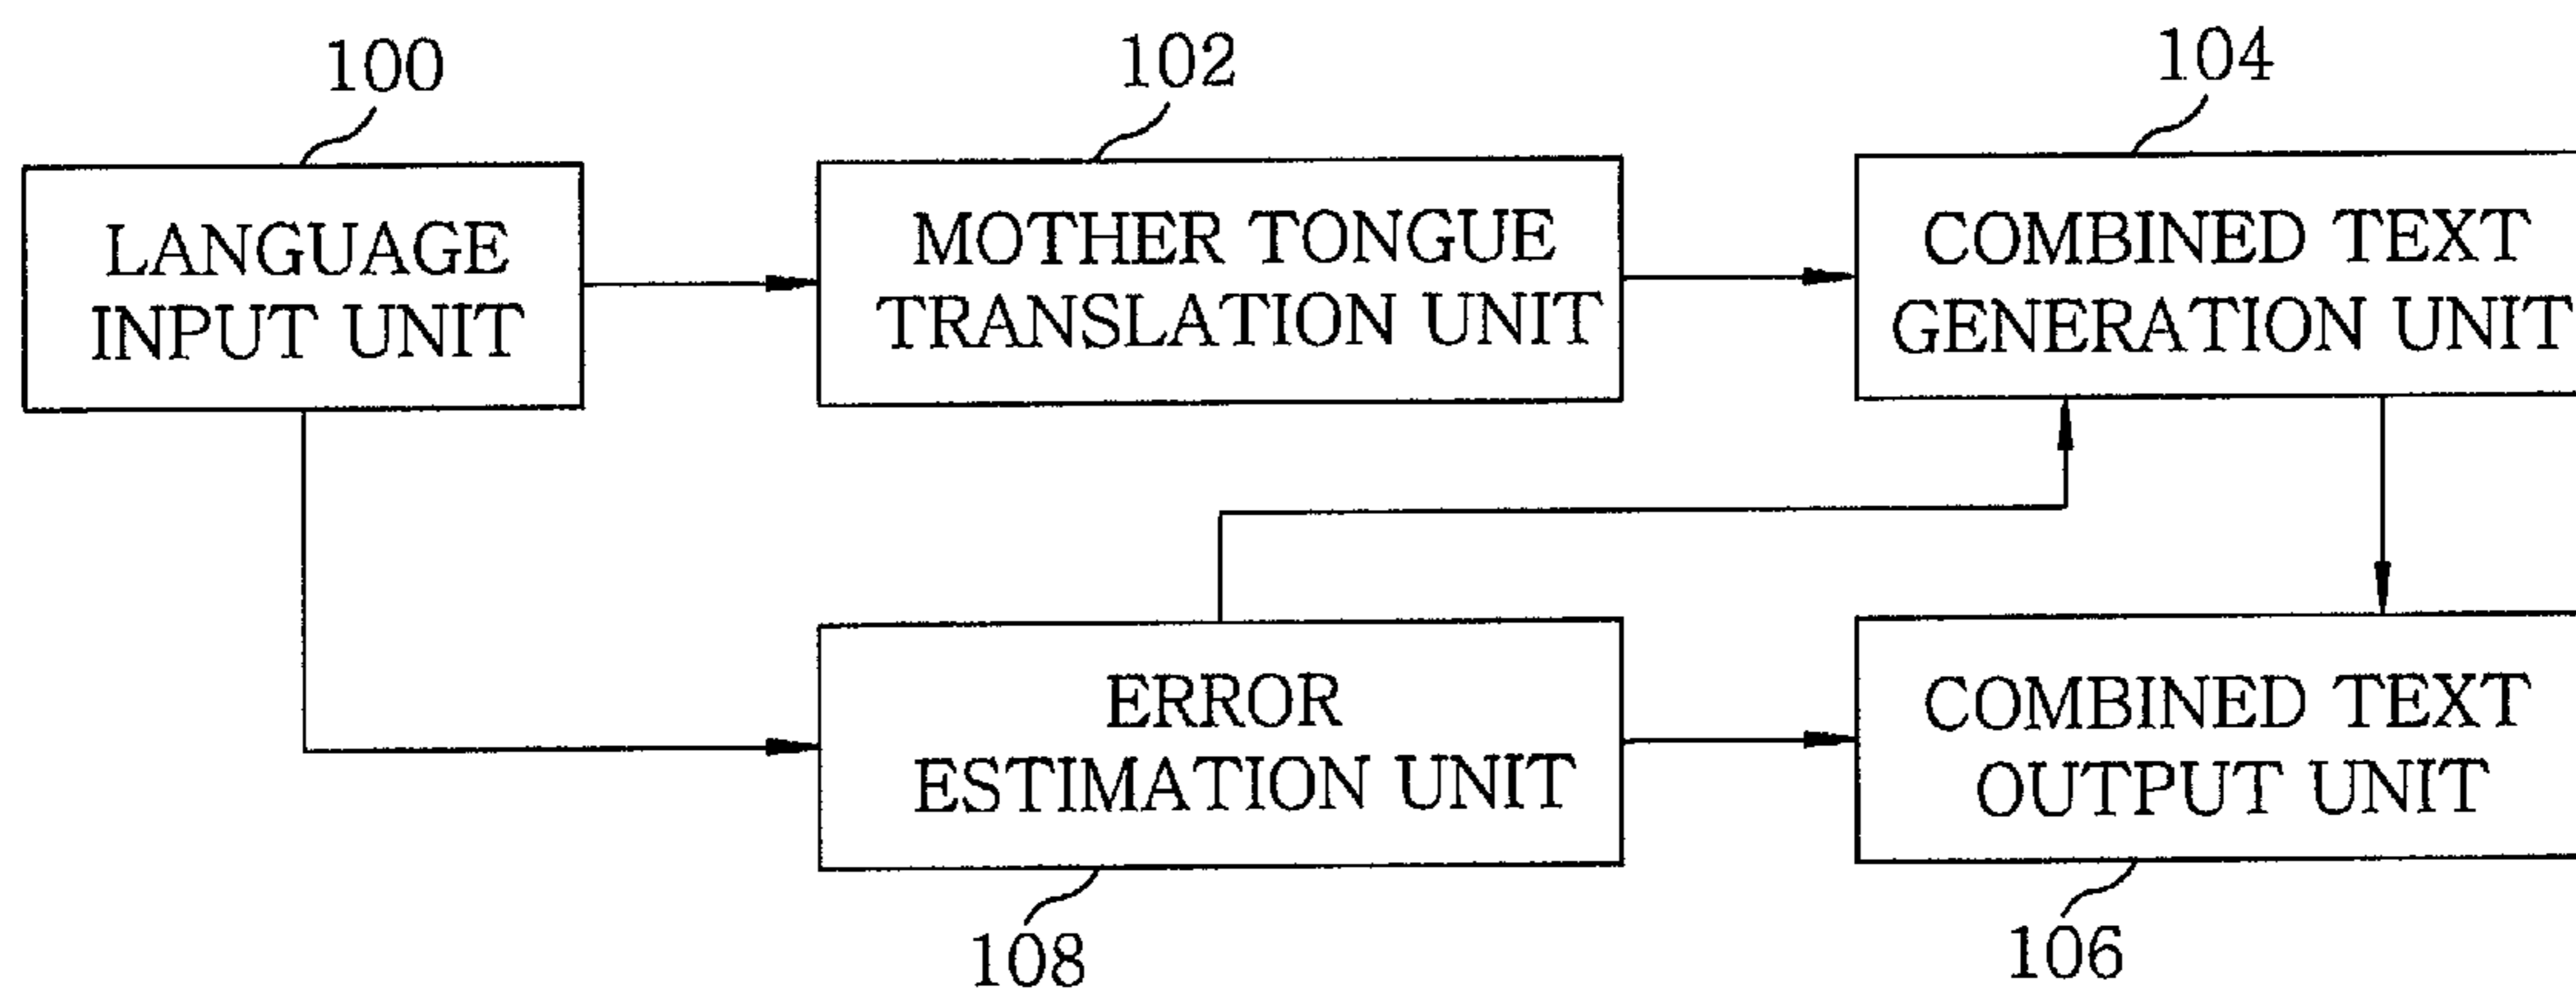 100
102
104
LANGUAGE
INPUT UNIT
MOTHER TONGUE
TRANSLATION UNIT
COMBINED TEXT
GENERATION UNIT
ERROR
ESTIMATION UNIT
COMBINED TEXT
OUTPUT UNIT
108
106